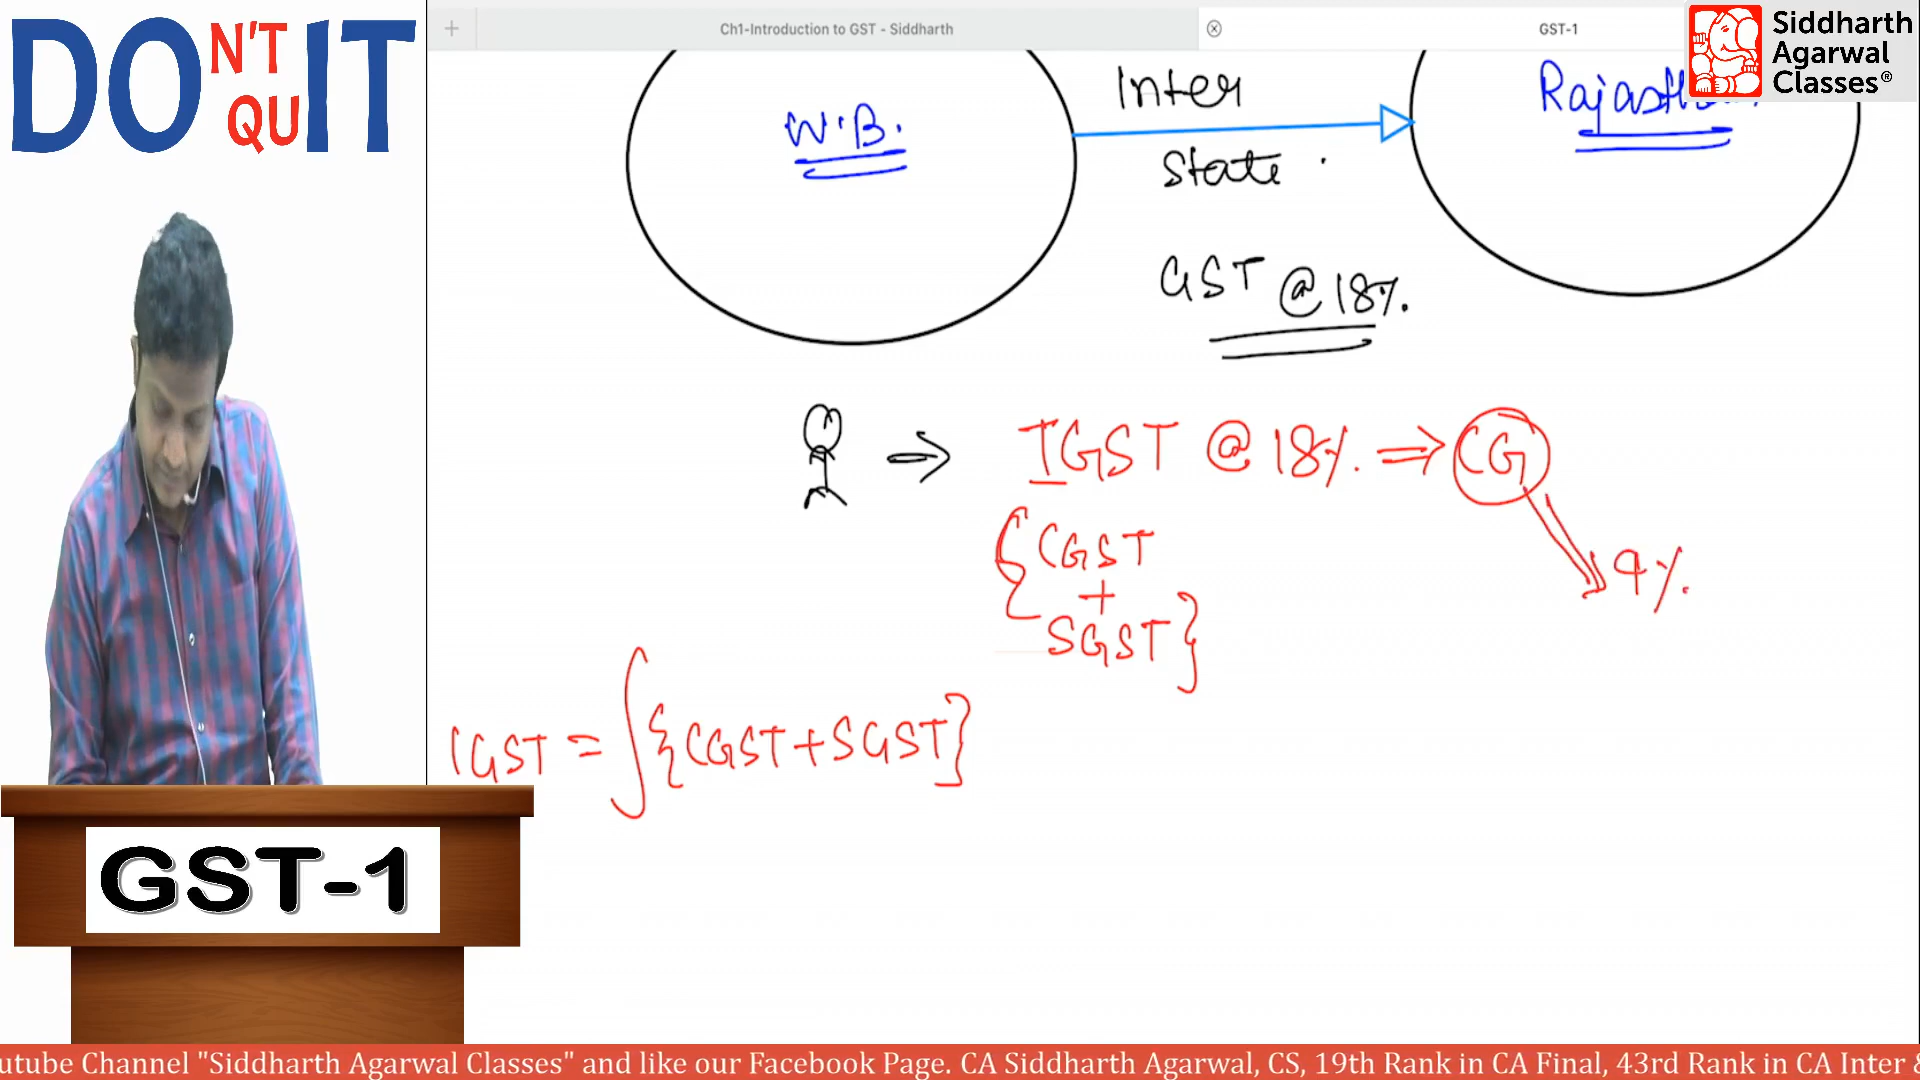 DON'T QUIT
Ch1-Introduction to GST - Siddharth
GST-1
Siddharth
Agarwal
Classes®
W.B.
Inter
State
GST @ 18%.
IGST @ 18%. ⇒ CG
{CGST
+
SGST}
9%.
IGST = ∫{CGST+SGST}
GST-1
utube Channel "Siddharth Agarwal Classes" and like our Facebook Page. CA Siddharth Agarwal, CS, 19th Rank in CA Final, 43rd Rank in CA Inter &